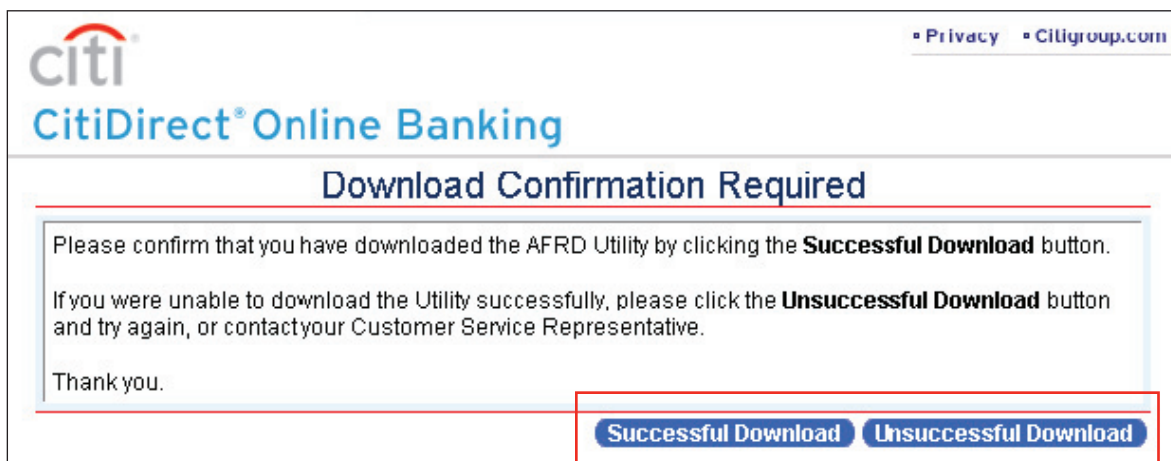 citi
▪ Privacy ▪ Citigroup.com
CitiDirect® Online Banking
Download Confirmation Required
Please confirm that you have downloaded the AFRD Utility by clicking the Successful Download button.
If you were unable to download the Utility successfully, please click the Unsuccessful Download button
and try again, or contact your Customer Service Representative.
Thank you.
Successful Download Unsuccessful Download